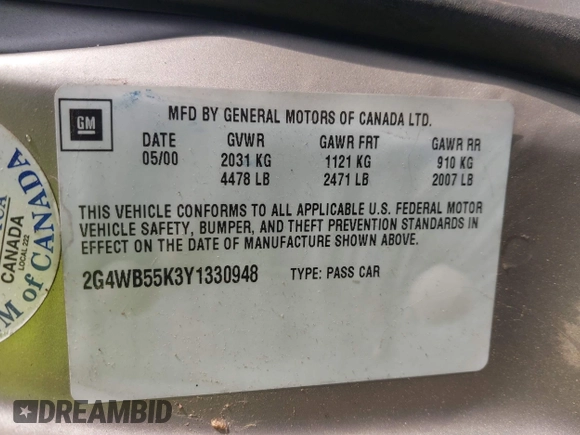 GM
MFD BY GENERAL MOTORS OF CANADA LTD.
DATE GVWR GAWR FRT GAWR RR
05/00 2031 KG 1121 KG 910 KG
4478 LB 2471 LB 2007 LB
THIS VEHICLE CONFORMS TO ALL APPLICABLE U.S. FEDERAL MOTOR
VEHICLE SAFETY, BUMPER, AND THEFT PREVENTION STANDARDS IN
EFFECT ON THE DATE OF MANUFACTURE SHOWN ABOVE.
2G4WB55K3Y1330948 TYPE: PASS CAR
CANADA
LOCAL 222
of CANADA
DREAMBID